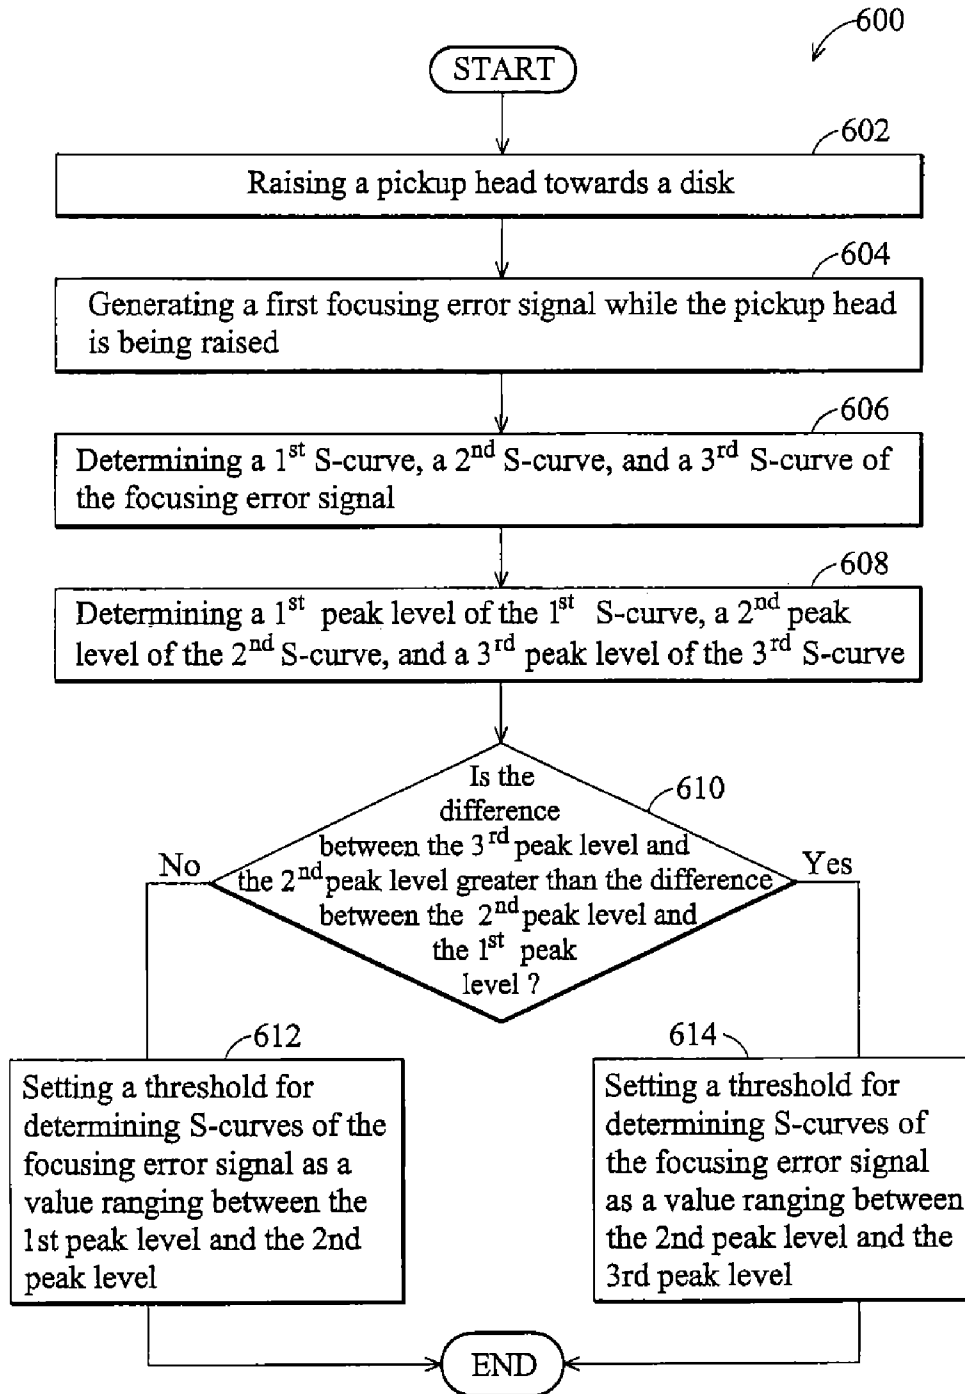 600
START
602
Raising a pickup head towards a disk
604
Generating a first focusing error signal while the pickup head
is being raised
606
Determining a 1st S-curve, a 2nd S-curve, and a 3rd S-curve of
the focusing error signal
608
Determining a 1st peak level of the 1st S-curve, a 2nd peak
level of the 2nd S-curve, and a 3rd peak level of the 3rd S-curve
610
Is the
difference
between the 3rd peak level and
the 2nd peak level greater than the difference
between the 2nd peak level and
the 1st peak
level ?
No
Yes
612
Setting a threshold for
determining S-curves of the
focusing error signal as a
value ranging between the
1st peak level and the 2nd
peak level
614
Setting a threshold for
determining S-curves of
the focusing error signal
as a value ranging between
the 2nd peak level and the
3rd peak level
END